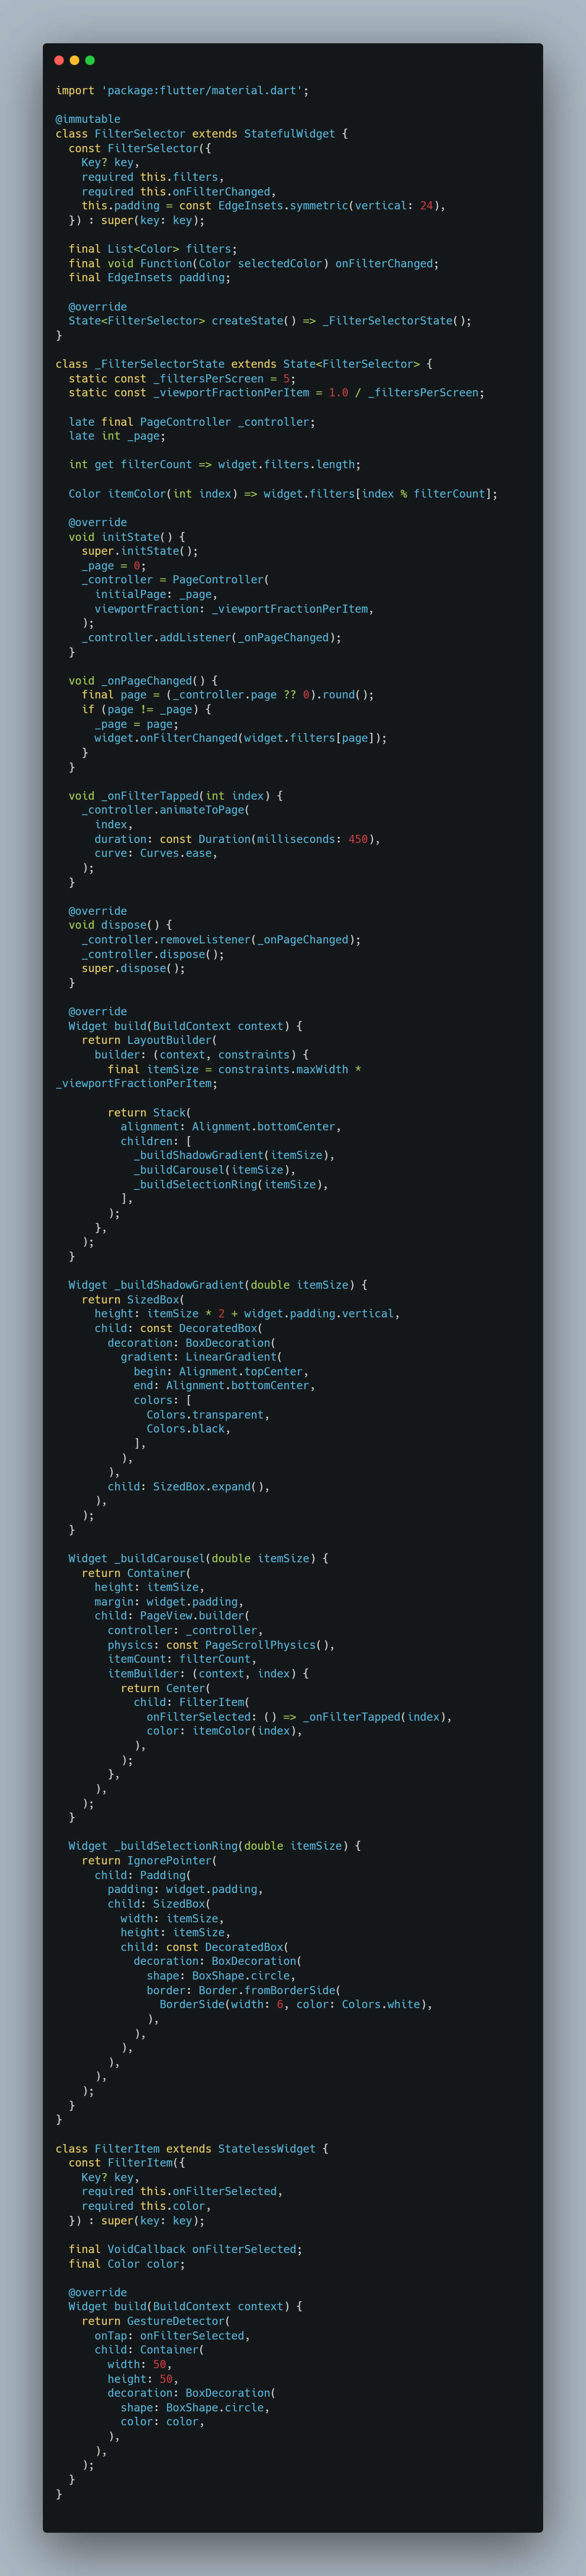 import 'package:flutter/material.dart';

@immutable
class FilterSelector extends StatefulWidget {
  const FilterSelector({
    Key? key,
    required this.filters,
    required this.onFilterChanged,
    this.padding = const EdgeInsets.symmetric(vertical: 24),
  }) : super(key: key);

  final List<Color> filters;
  final void Function(Color selectedColor) onFilterChanged;
  final EdgeInsets padding;

  @override
  State<FilterSelector> createState() => _FilterSelectorState();
}

class _FilterSelectorState extends State<FilterSelector> {
  static const _filtersPerScreen = 5;
  static const _viewportFractionPerItem = 1.0 / _filtersPerScreen;

  late final PageController _controller;
  late int _page;

  int get filterCount => widget.filters.length;

  Color itemColor(int index) => widget.filters[index % filterCount];

  @override
  void initState() {
    super.initState();
    _page = 0;
    _controller = PageController(
      initialPage: _page,
      viewportFraction: _viewportFractionPerItem,
    );
    _controller.addListener(_onPageChanged);
  }

  void _onPageChanged() {
    final page = (_controller.page ?? 0).round();
    if (page != _page) {
      _page = page;
      widget.onFilterChanged(widget.filters[page]);
    }
  }

  void _onFilterTapped(int index) {
    _controller.animateToPage(
      index,
      duration: const Duration(milliseconds: 450),
      curve: Curves.ease,
    );
  }

  @override
  void dispose() {
    _controller.removeListener(_onPageChanged);
    _controller.dispose();
    super.dispose();
  }

  @override
  Widget build(BuildContext context) {
    return LayoutBuilder(
      builder: (context, constraints) {
        final itemSize = constraints.maxWidth *
_viewportFractionPerItem;

        return Stack(
          alignment: Alignment.bottomCenter,
          children: [
            _buildShadowGradient(itemSize),
            _buildCarousel(itemSize),
            _buildSelectionRing(itemSize),
          ],
        );
      },
    );
  }

  Widget _buildShadowGradient(double itemSize) {
    return SizedBox(
      height: itemSize * 2 + widget.padding.vertical,
      child: const DecoratedBox(
        decoration: BoxDecoration(
          gradient: LinearGradient(
            begin: Alignment.topCenter,
            end: Alignment.bottomCenter,
            colors: [
              Colors.transparent,
              Colors.black,
            ],
          ),
        ),
        child: SizedBox.expand(),
      ),
    );
  }

  Widget _buildCarousel(double itemSize) {
    return Container(
      height: itemSize,
      margin: widget.padding,
      child: PageView.builder(
        controller: _controller,
        physics: const PageScrollPhysics(),
        itemCount: filterCount,
        itemBuilder: (context, index) {
          return Center(
            child: FilterItem(
              onFilterSelected: () => _onFilterTapped(index),
              color: itemColor(index),
            ),
          );
        },
      ),
    );
  }

  Widget _buildSelectionRing(double itemSize) {
    return IgnorePointer(
      child: Padding(
        padding: widget.padding,
        child: SizedBox(
          width: itemSize,
          height: itemSize,
          child: const DecoratedBox(
            decoration: BoxDecoration(
              shape: BoxShape.circle,
              border: Border.fromBorderSide(
                BorderSide(width: 6, color: Colors.white),
              ),
            ),
          ),
        ),
      ),
    );
  }
}

class FilterItem extends StatelessWidget {
  const FilterItem({
    Key? key,
    required this.onFilterSelected,
    required this.color,
  }) : super(key: key);

  final VoidCallback onFilterSelected;
  final Color color;

  @override
  Widget build(BuildContext context) {
    return GestureDetector(
      onTap: onFilterSelected,
      child: Container(
        width: 50,
        height: 50,
        decoration: BoxDecoration(
          shape: BoxShape.circle,
          color: color,
        ),
      ),
    );
  }
}